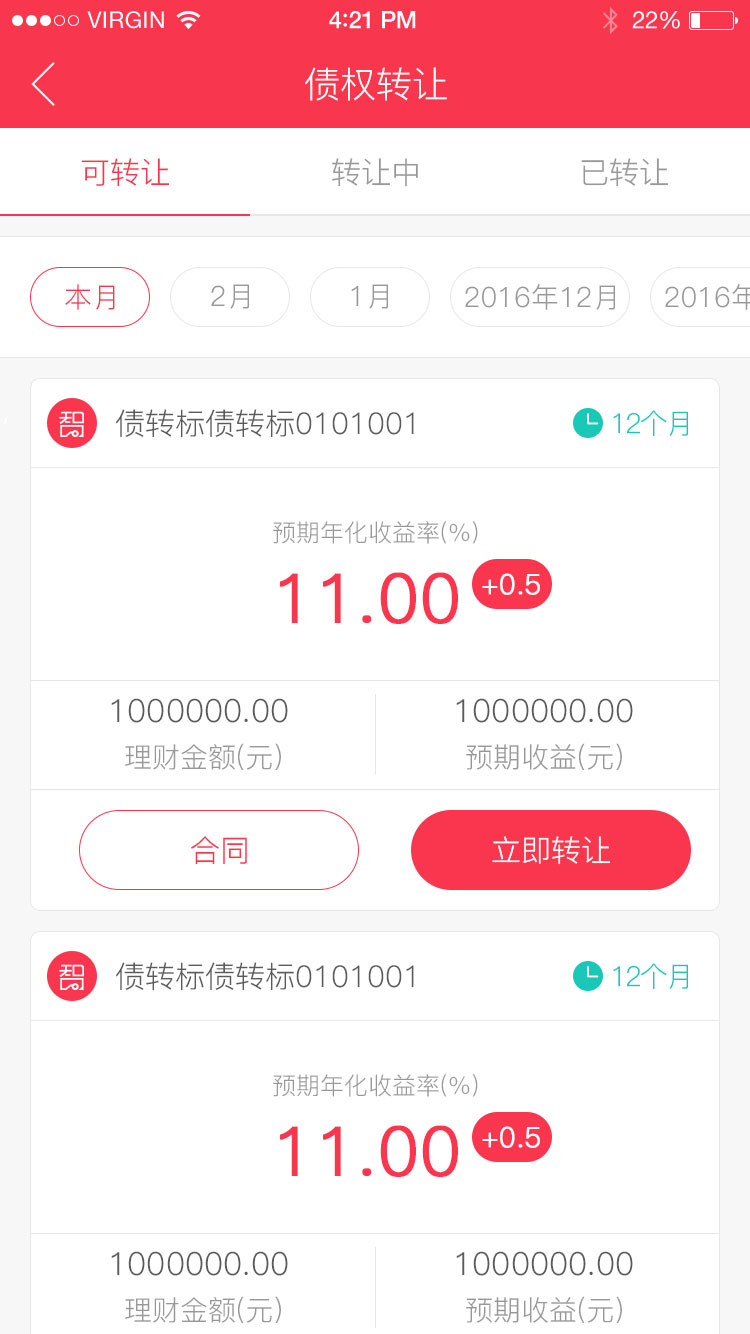 VIRGIN 4:21 PM 22%
债权转让
可转让 转让中 已转让
本月 2月 1月 2016年12月 2016年
债转标债转标0101001 12个月
预期年化收益率(%)
11.00 +0.5
1000000.00 1000000.00
理财金额(元) 预期收益(元)
合同 立即转让
债转标债转标0101001 12个月
预期年化收益率(%)
11.00 +0.5
1000000.00 1000000.00
理财金额(元) 预期收益(元)